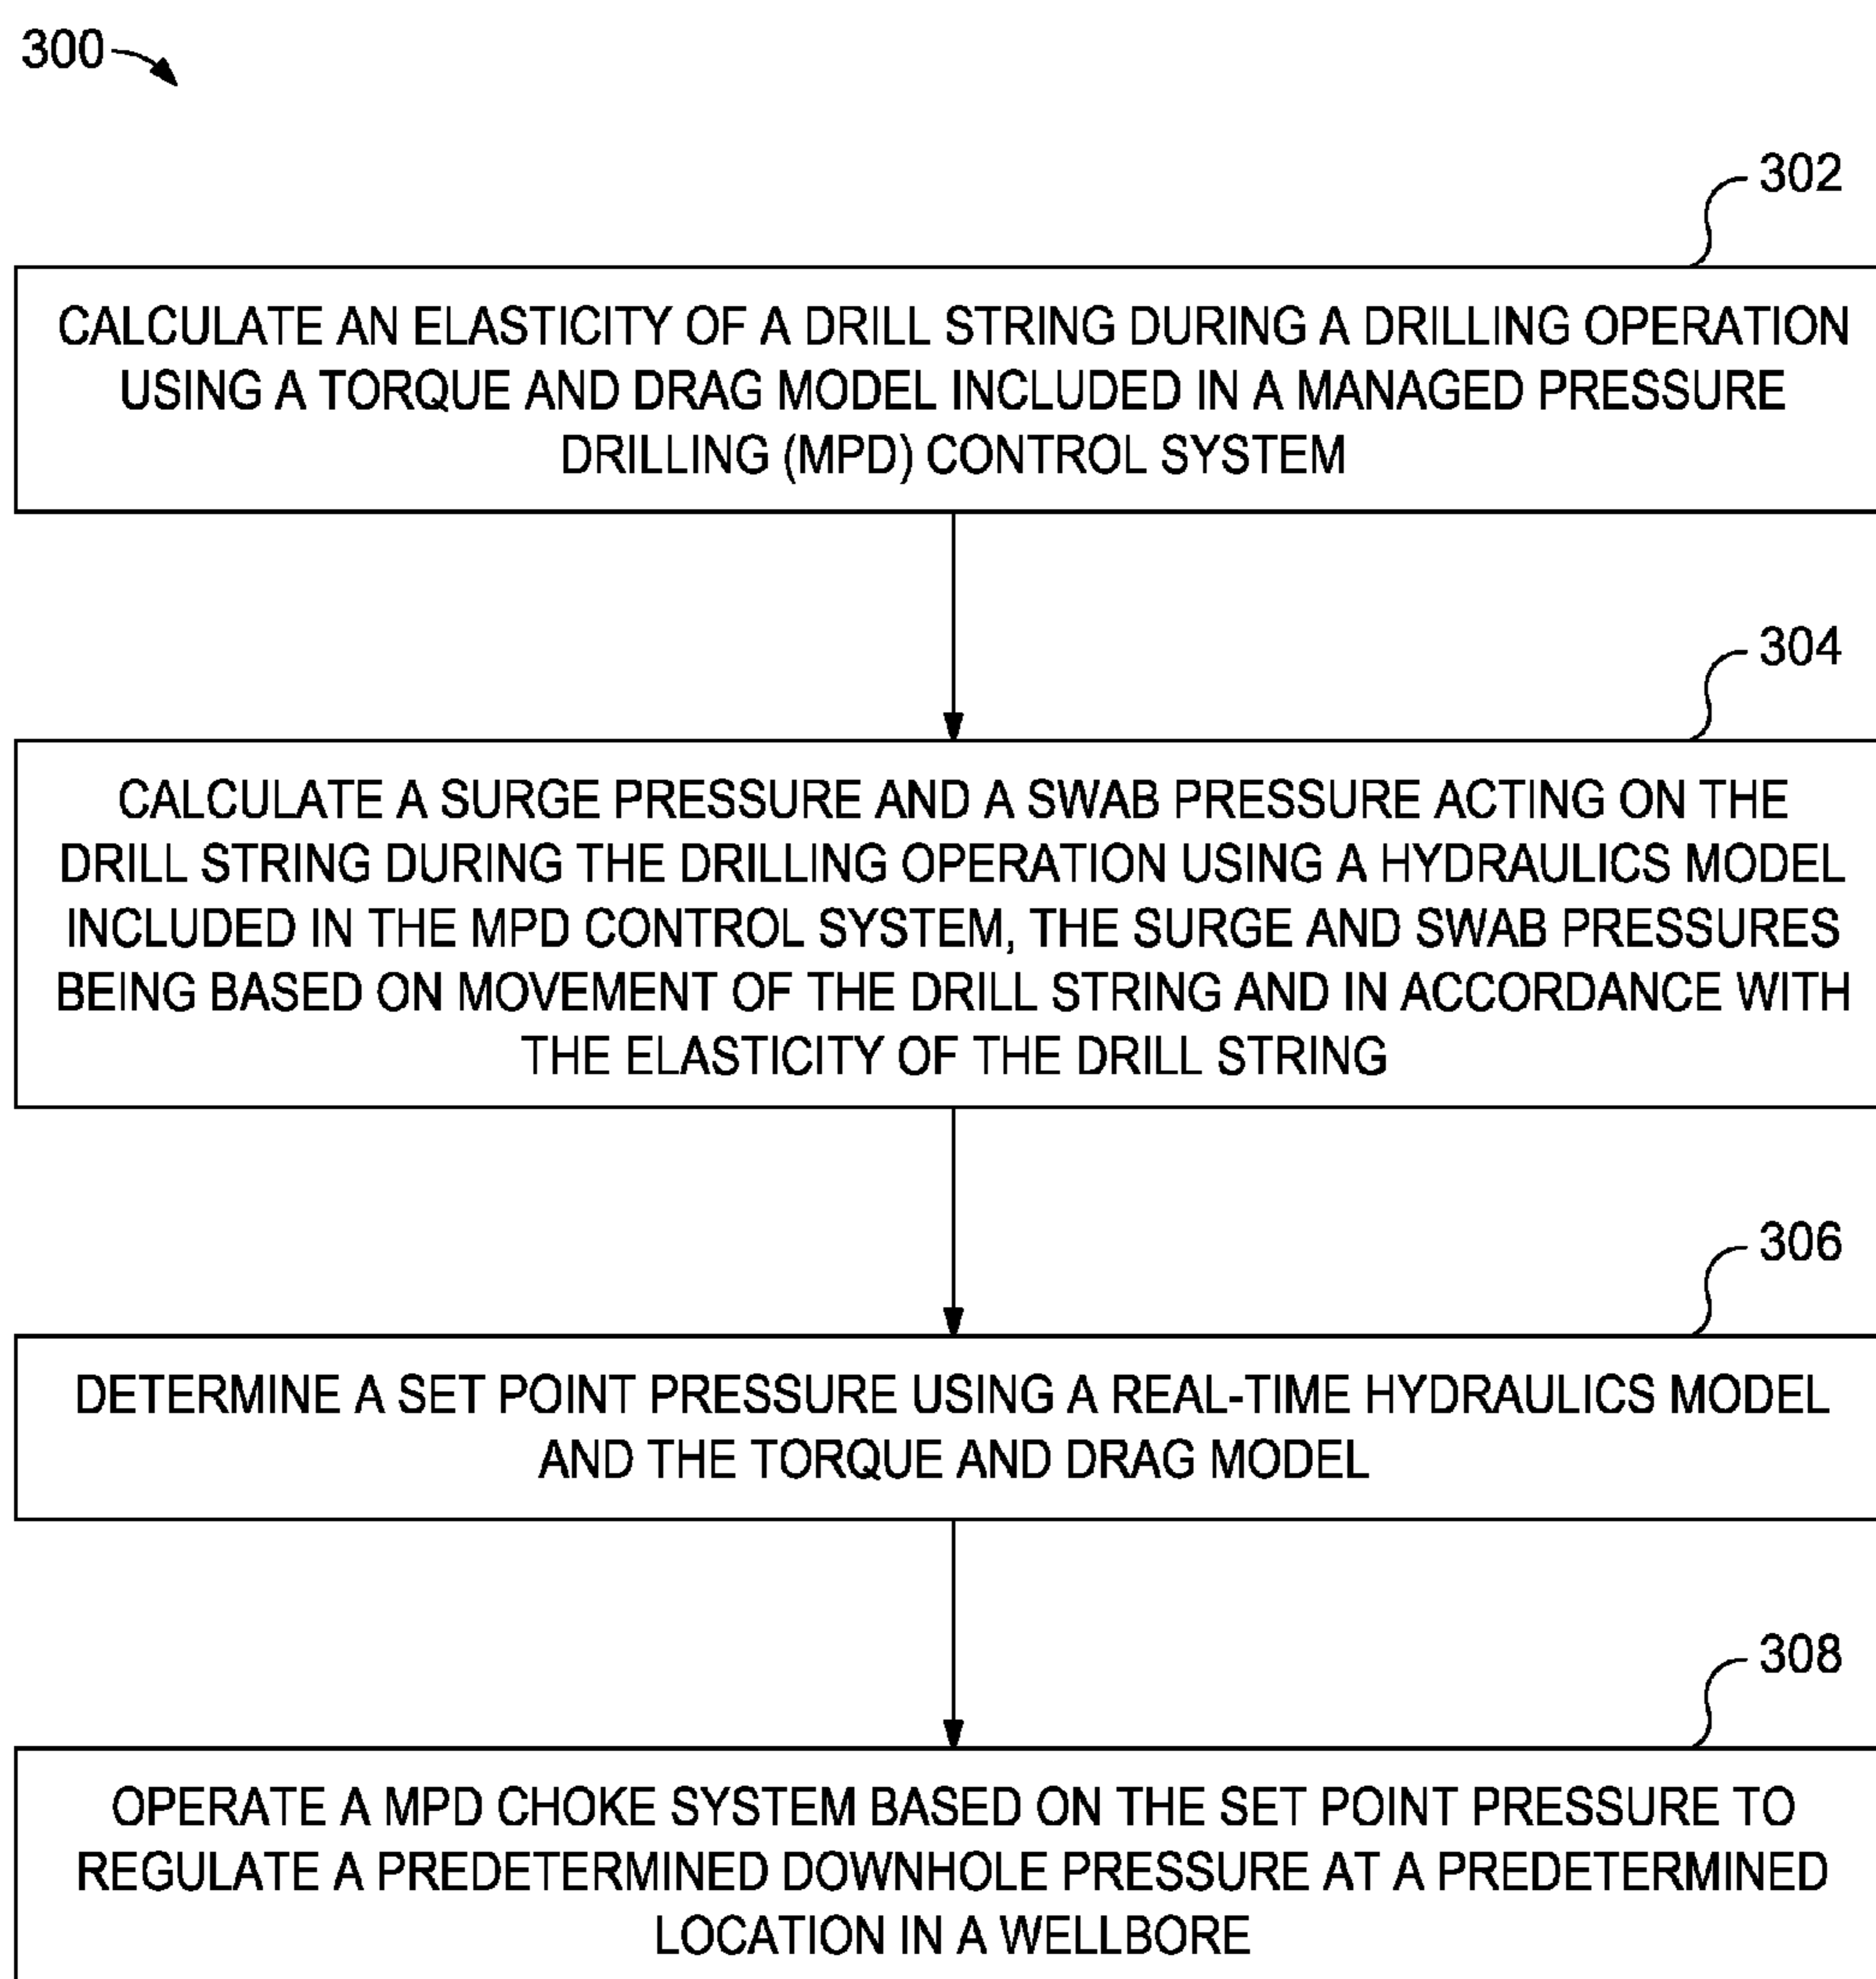 300
302
CALCULATE AN ELASTICITY OF A DRILL STRING DURING A DRILLING OPERATION
USING A TORQUE AND DRAG MODEL INCLUDED IN A MANAGED PRESSURE
DRILLING (MPD) CONTROL SYSTEM
304
CALCULATE A SURGE PRESSURE AND A SWAB PRESSURE ACTING ON THE
DRILL STRING DURING THE DRILLING OPERATION USING A HYDRAULICS MODEL
INCLUDED IN THE MPD CONTROL SYSTEM, THE SURGE AND SWAB PRESSURES
BEING BASED ON MOVEMENT OF THE DRILL STRING AND IN ACCORDANCE WITH
THE ELASTICITY OF THE DRILL STRING
306
DETERMINE A SET POINT PRESSURE USING A REAL-TIME HYDRAULICS MODEL
AND THE TORQUE AND DRAG MODEL
308
OPERATE A MPD CHOKE SYSTEM BASED ON THE SET POINT PRESSURE TO
REGULATE A PREDETERMINED DOWNHOLE PRESSURE AT A PREDETERMINED
LOCATION IN A WELLBORE